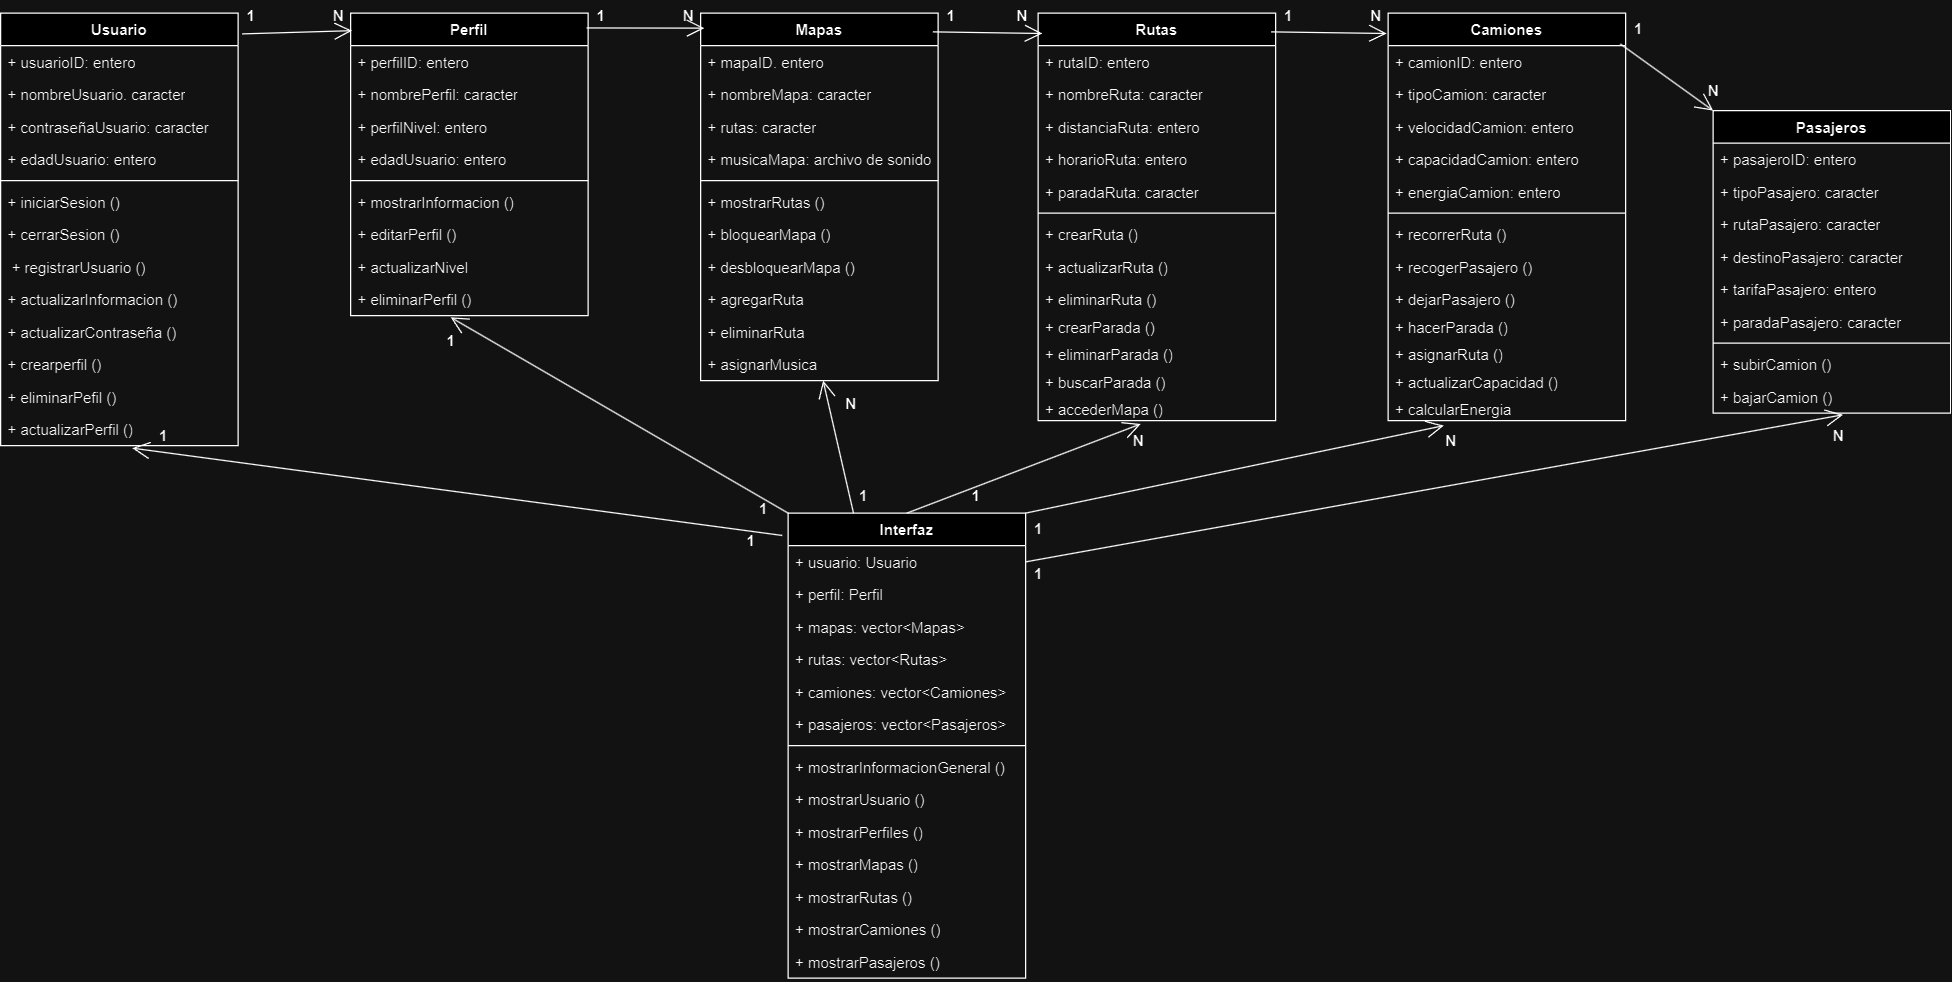 1
N
Usuario
+ usuarioID: entero
+ nombreUsuario. caracter
+ contraseñaUsuario: caracter
+ edadUsuario: entero
+ iniciarSesion ()
+ cerrarSesion ()
+ registrarUsuario ()
+ actualizarInformacion ()
+ actualizarContraseña ()
+ crearperfil ()
+ eliminarPefil ()
+ actualizarPerfil ()
1
1
N
Perfil
+ perfilID: entero
+ nombrePerfil: caracter
+ perfilNivel: entero
+ edadUsuario: entero
+ mostrarInformacion ()
+ editarPerfil ()
+ actualizarNivel
+ eliminarPerfil ()
1
1
N
Mapas
+ mapaID. entero
+ nombreMapa: caracter
+ rutas: caracter
+ musicaMapa: archivo de sonido
+ mostrarRutas ()
+ bloquearMapa ()
+ desbloquearMapa ()
+ agregarRuta
+ eliminarRuta
+ asignarMusica
N
1
N
Rutas
+ rutaID: entero
+ nombreRuta: caracter
+ distanciaRuta: entero
+ horarioRuta: entero
+ paradaRuta: caracter
+ crearRuta ()
+ actualizarRuta ()
+ eliminarRuta ()
+ crearParada ()
+ eliminarParada ()
+ buscarParada ()
+ accederMapa ()
N
1
Camiones
+ camionID: entero
+ tipoCamion: caracter
+ velocidadCamion: entero
+ capacidadCamion: entero
+ energiaCamion: entero
+ recorrerRuta ()
+ recogerPasajero ()
+ dejarPasajero ()
+ hacerParada ()
+ asignarRuta ()
+ actualizarCapacidad ()
+ calcularEnergia
N
N
Pasajeros
+ pasajeroID: entero
+ tipoPasajero: caracter
+ rutaPasajero: caracter
+ destinoPasajero: caracter
+ tarifaPasajero: entero
+ paradaPasajero: caracter
+ subirCamion ()
+ bajarCamion ()
N
1
1
1
1
1
1
Interfaz
+ usuario: Usuario
+ perfil: Perfil
+ mapas: vector<Mapas>
+ rutas: vector<Rutas>
+ camiones: vector<Camiones>
+ pasajeros: vector<Pasajeros>
+ mostrarInformacionGeneral ()
+ mostrarUsuario ()
+ mostrarPerfiles ()
+ mostrarMapas ()
+ mostrarRutas ()
+ mostrarCamiones ()
+ mostrarPasajeros ()